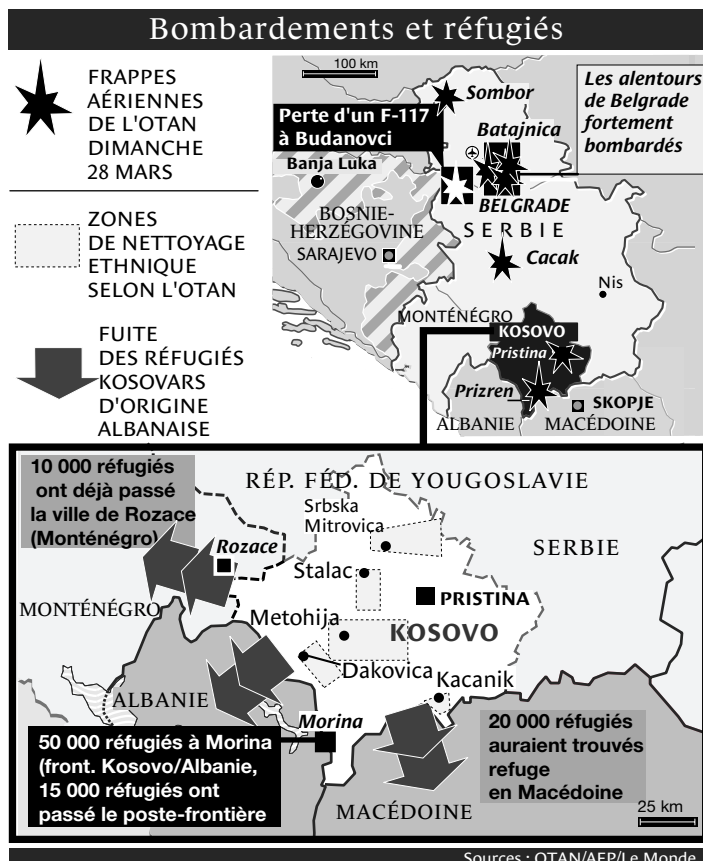 Bombardements et réfugiés
FRAPPES
AÉRIENNES
DE L'OTAN
DIMANCHE
28 MARS
ZONES
DE NETTOYAGE
ETHNIQUE
SELON L'OTAN
FUITE
DES RÉFUGIÉS
KOSOVARS
D'ORIGINE
ALBANAISE
100 km
Sombor
Les alentours
de Belgrade
fortement
bombardés
Perte d'un F-117
à Budanovci
Batajnica
Banja Luka
BELGRADE
BOSNIE-
HERZÉGOVINE
SERBIE
SARAJEVO
Cacak
Nis
MONTÉNÉGRO
KOSOVO
Pristina
Prizren
SKOPJE
ALBANIE
MACÉDOINE
10 000 réfugiés
ont déjà passé
la ville de Rozace
(Monténégro)
RÉP. FÉD. DE YOUGOSLAVIE
Srbska
Mitrovica
SERBIE
Rozace
Stalac
PRISTINA
MONTÉNÉGRO
Metohija
KOSOVO
Dakovica
Kacanik
ALBANIE
Morina
50 000 réfugiés à Morina
(front. Kosovo/Albanie,
15 000 réfugiés ont
passé le poste-frontière
20 000 réfugiés
auraient trouvés
refuge
en Macédoine
MACÉDOINE
25 km
Sources : OTAN/AFP/Le Monde